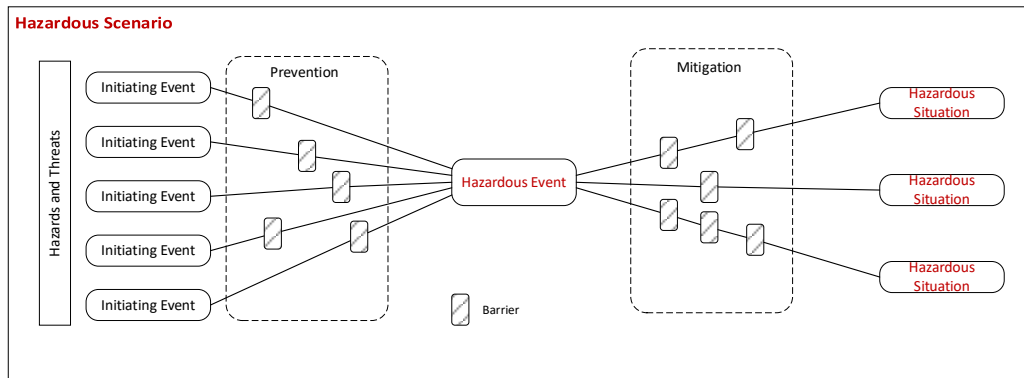 Hazardous Scenario
Hazards and Threats
Initiating Event
Initiating Event
Initiating Event
Initiating Event
Initiating Event
Prevention
Hazardous Event
Mitigation
Hazardous
Situation
Hazardous
Situation
Hazardous
Situation
Barrier